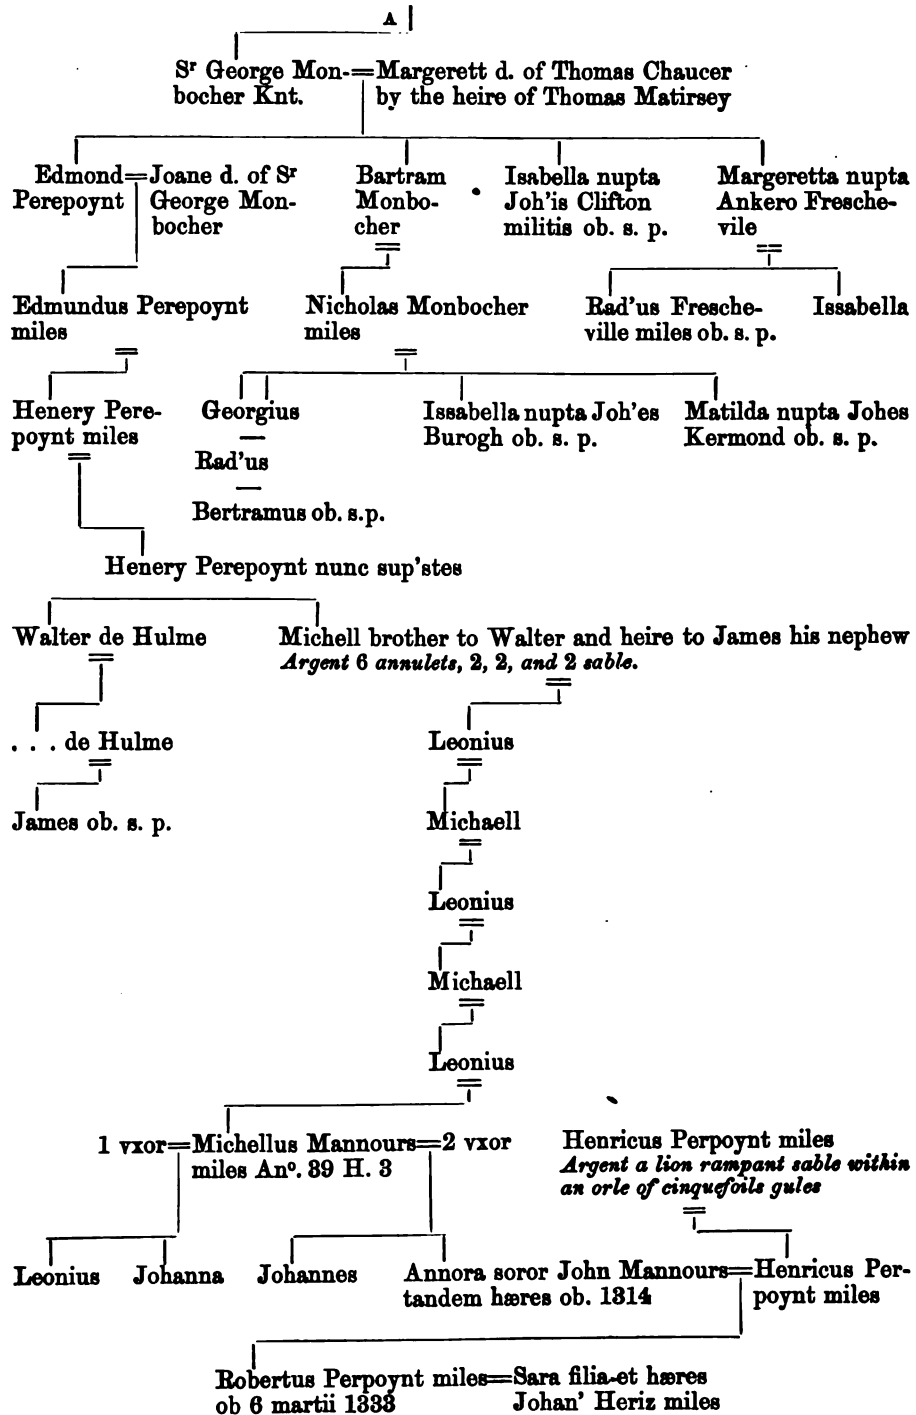 A
Sʳ George Mon-=Margerett d. of Thomas Chaucer
bocher Knt. by the heire of Thomas Matirsey
Edmond=Joane d. of Sʳ Bartram Isabella nupta Margeretta nupta
Perepoynt George Mon- Monbo- Joh'is Clifton Ankero Fresche-
bocher cher militis ob. s. p. vile
Edmundus Perepoynt Nicholas Monbocher Rad'us Fresche- Issabella
miles miles ville miles ob. s. p.
Henery Pere- Georgius Issabella nupta Joh'es Matilda nupta Johes
poynt miles Burogh ob. s. p. Kermond ob. s. p.
Rad'us
Bertramus ob. s.p.
Henery Perepoynt nunc sup'stes
Walter de Hulme Michell brother to Walter and heire to James his nephew
Argent 6 annulets, 2, 2, and 2 sable.
. . . de Hulme Leonius
James ob. s. p. Michaell
Leonius
Michaell
Leonius
1 vxor=Michellus Mannours=2 vxor Henricus Perpoynt miles
miles Anº. 39 H. 3 Argent a lion rampant sable within
an orle of cinquefoils gules
Leonius Johanna Johannes Annora soror John Mannours=Henricus Per-
tandem hæres ob. 1314 poynt miles
Robertus Perpoynt miles=Sara filia et hæres
ob 6 martii 1333 Johan' Heriz miles